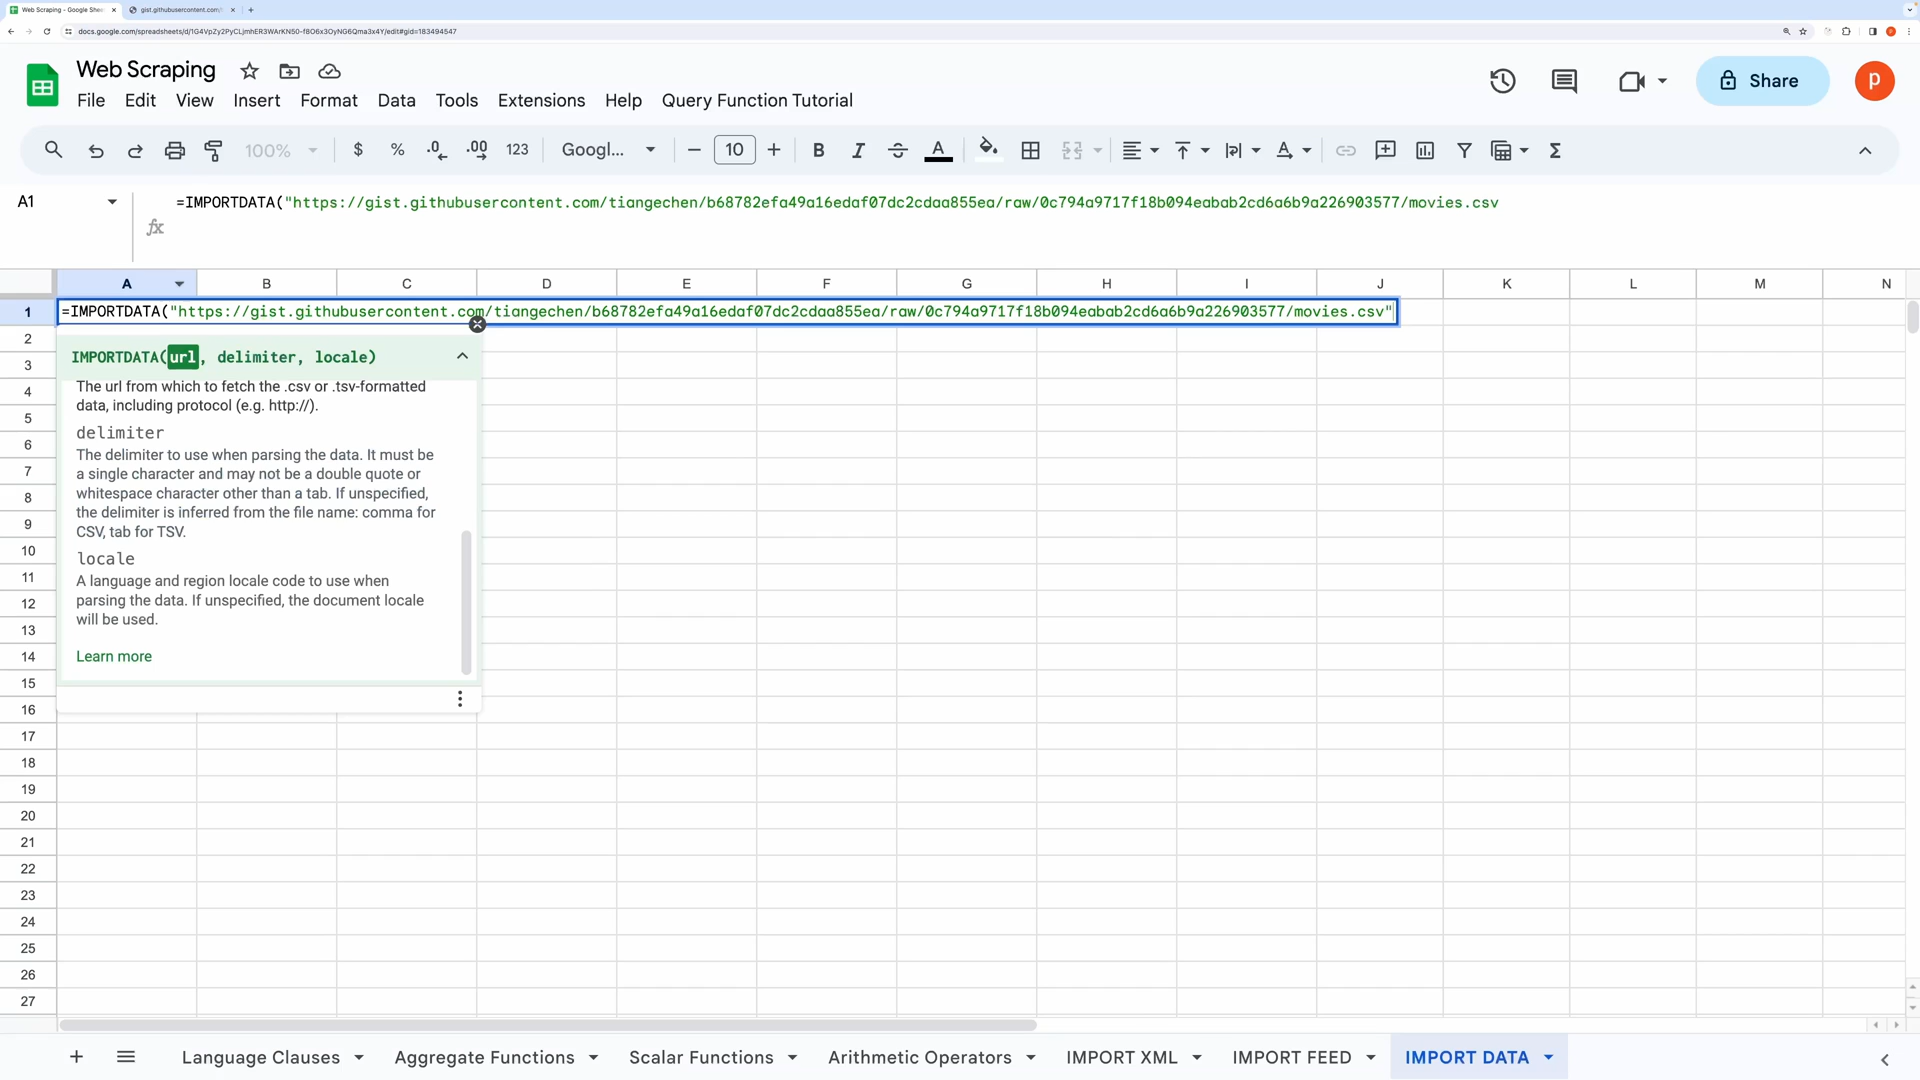 Web Scraping - Google Shee
gist.githubusercontent.com/
docs.google.com/spreadsheets/d/1G4VpZy2PyCLjmhER3WArKN50-f8O6x3OyNG6Qma3x4Y/edit#gid=183494547
Web Scraping
File Edit View Insert Format Data Tools Extensions Help Query Function Tutorial
Share
p
100% $ % .0 .00 123 Googl... 10 B I S A A Σ
A1
fx
=IMPORTDATA("https://gist.githubusercontent.com/tiangechen/b68782efa49a16edaf07dc2cdaa855ea/raw/0c794a9717f18b094eabab2cd6a6b9a226903577/movies.csv
A B C D E F G H I J K L M N
1 =IMPORTDATA("https://gist.githubusercontent.com/tiangechen/b68782efa49a16edaf07dc2cdaa855ea/raw/0c794a9717f18b094eabab2cd6a6b9a226903577/movies.csv"
2
IMPORTDATA(url, delimiter, locale)
3
The url from which to fetch the .csv or .tsv-formatted
4
data, including protocol (e.g. http://).
5
delimiter
6
The delimiter to use when parsing the data. It must be
a single character and may not be a double quote or
7
whitespace character other than a tab. If unspecified,
8
the delimiter is inferred from the file name: comma for
9
CSV, tab for TSV.
10
locale
11
A language and region locale code to use when
parsing the data. If unspecified, the document locale
12
will be used.
13
14
Learn more
15
16
17
18
19
20
21
22
23
24
25
26
27
Language Clauses Aggregate Functions Scalar Functions Arithmetic Operators IMPORT XML IMPORT FEED IMPORT DATA